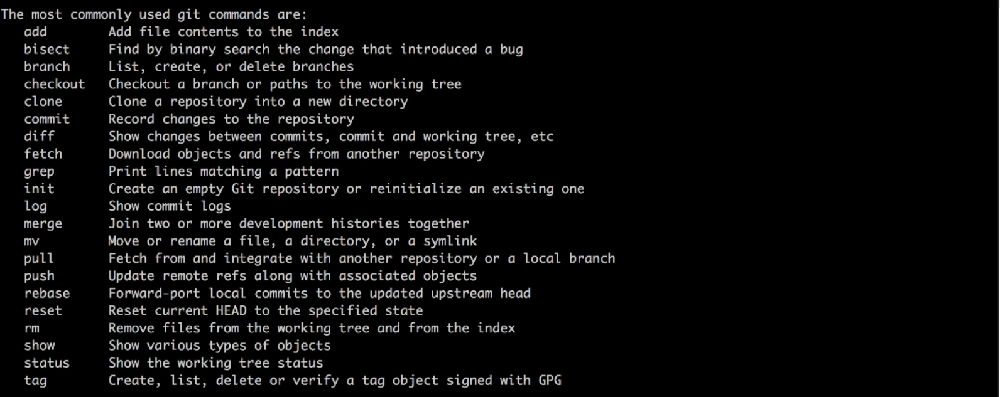 The most commonly used git commands are:
   add        Add file contents to the index
   bisect     Find by binary search the change that introduced a bug
   branch     List, create, or delete branches
   checkout   Checkout a branch or paths to the working tree
   clone      Clone a repository into a new directory
   commit     Record changes to the repository
   diff       Show changes between commits, commit and working tree, etc
   fetch      Download objects and refs from another repository
   grep       Print lines matching a pattern
   init       Create an empty Git repository or reinitialize an existing one
   log        Show commit logs
   merge      Join two or more development histories together
   mv         Move or rename a file, a directory, or a symlink
   pull       Fetch from and integrate with another repository or a local branch
   push       Update remote refs along with associated objects
   rebase     Forward-port local commits to the updated upstream head
   reset      Reset current HEAD to the specified state
   rm         Remove files from the working tree and from the index
   show       Show various types of objects
   status     Show the working tree status
   tag        Create, list, delete or verify a tag object signed with GPG